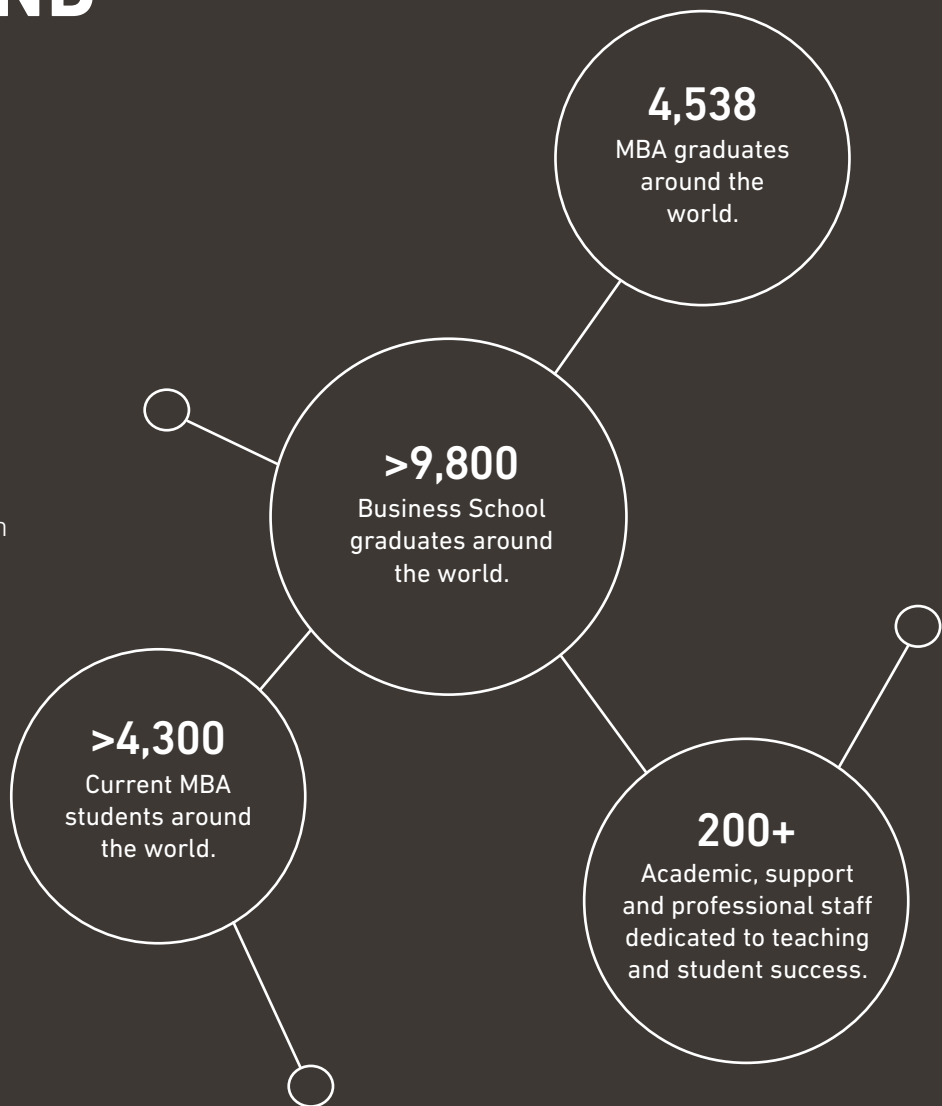 4,538
MBA graduates
around the
world.
>9,800
Business School
graduates around
the world.
>4,300
Current MBA
students around
the world.
200+
Academic, support
and professional staff
dedicated to teaching
and student success.